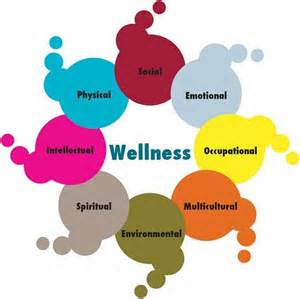 Social
Physical
Emotional
Intellectual
Wellness
Occupational
Spiritual
Multicultural
Environmental